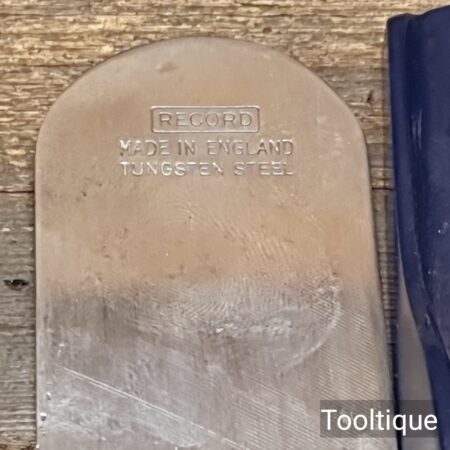 RECORD
MADE IN ENGLAND
TUNGSTEN STEEL
Tooltique